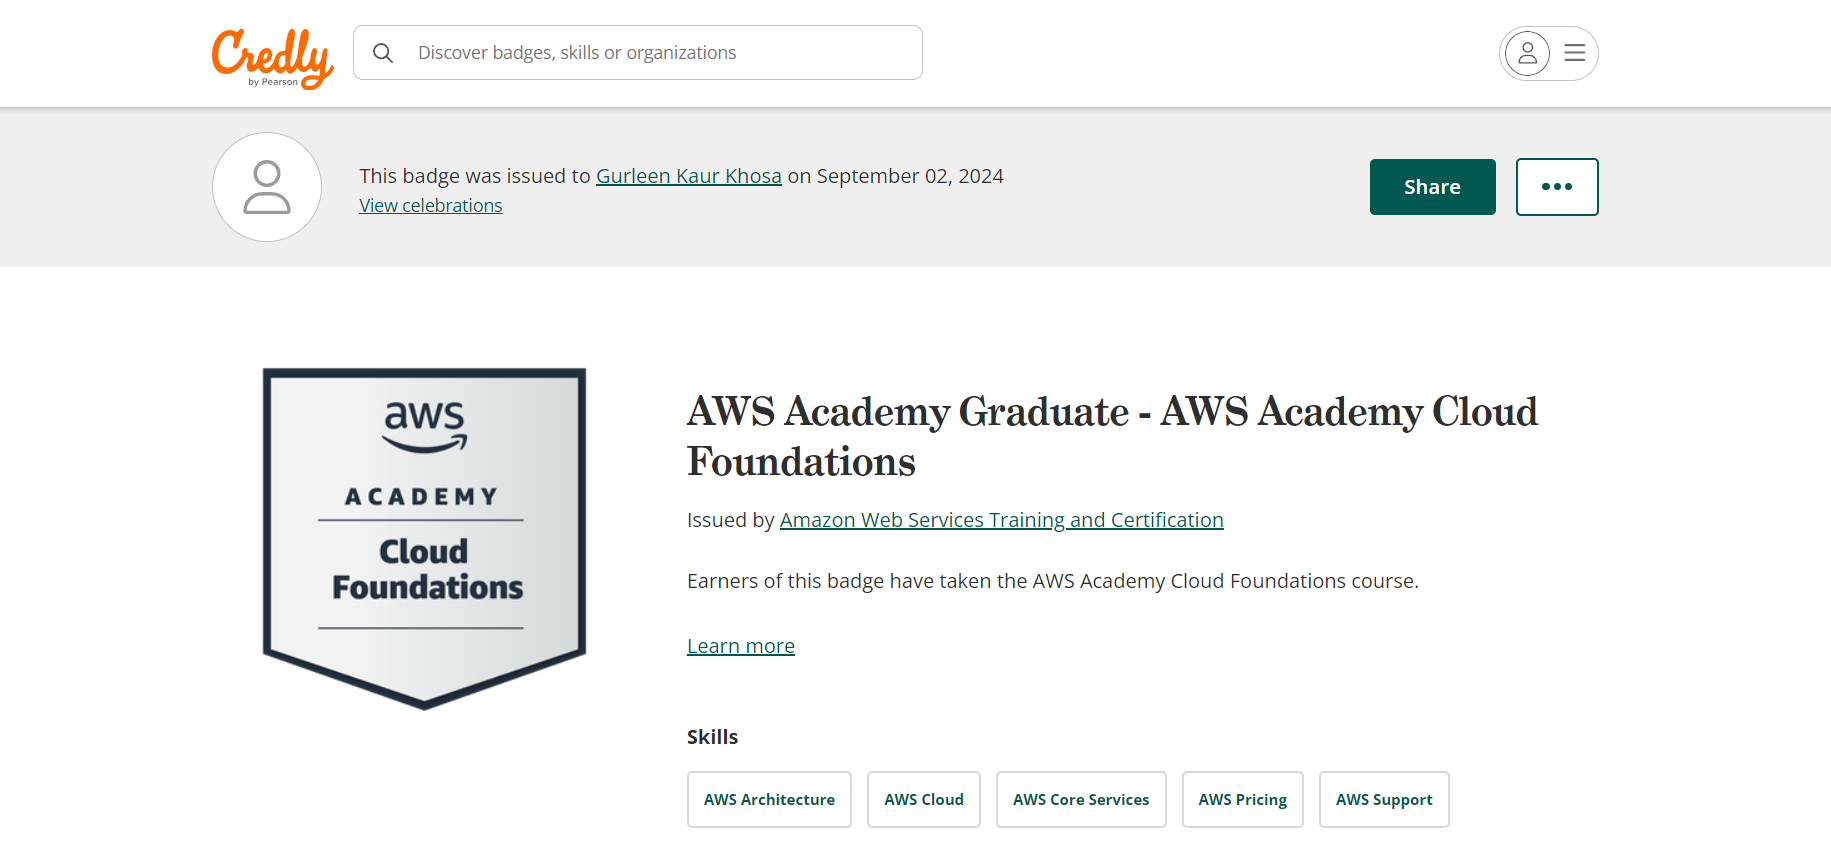 Credly
by Pearson
Discover badges, skills or organizations
This badge was issued to Gurleen Kaur Khosa on September 02, 2024
View celebrations
Share
aws
ACADEMY
Cloud
Foundations
AWS Academy Graduate - AWS Academy Cloud
Foundations
Issued by Amazon Web Services Training and Certification
Earners of this badge have taken the AWS Academy Cloud Foundations course.
Learn more
Skills
AWS Architecture
AWS Cloud
AWS Core Services
AWS Pricing
AWS Support